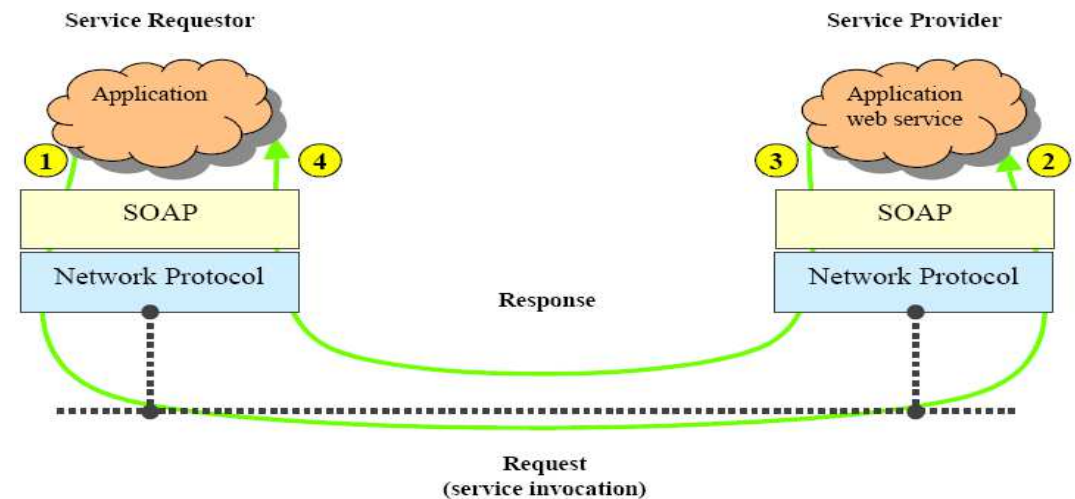 Service Requestor
Service Provider
Application
Application
web service
1
4
3
2
SOAP
SOAP
Network Protocol
Network Protocol
Response
Request
(service invocation)